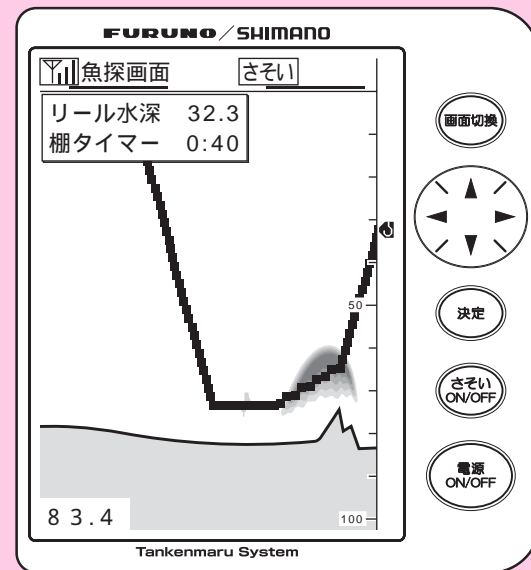 FURUNO/SHIMANO
魚探画面 さそい
リール水深 32.3
棚タイマー 0:40
50
83.4
100
Tankenmaru System
画面切換
決定
さそい
ON/OFF
電源
ON/OFF